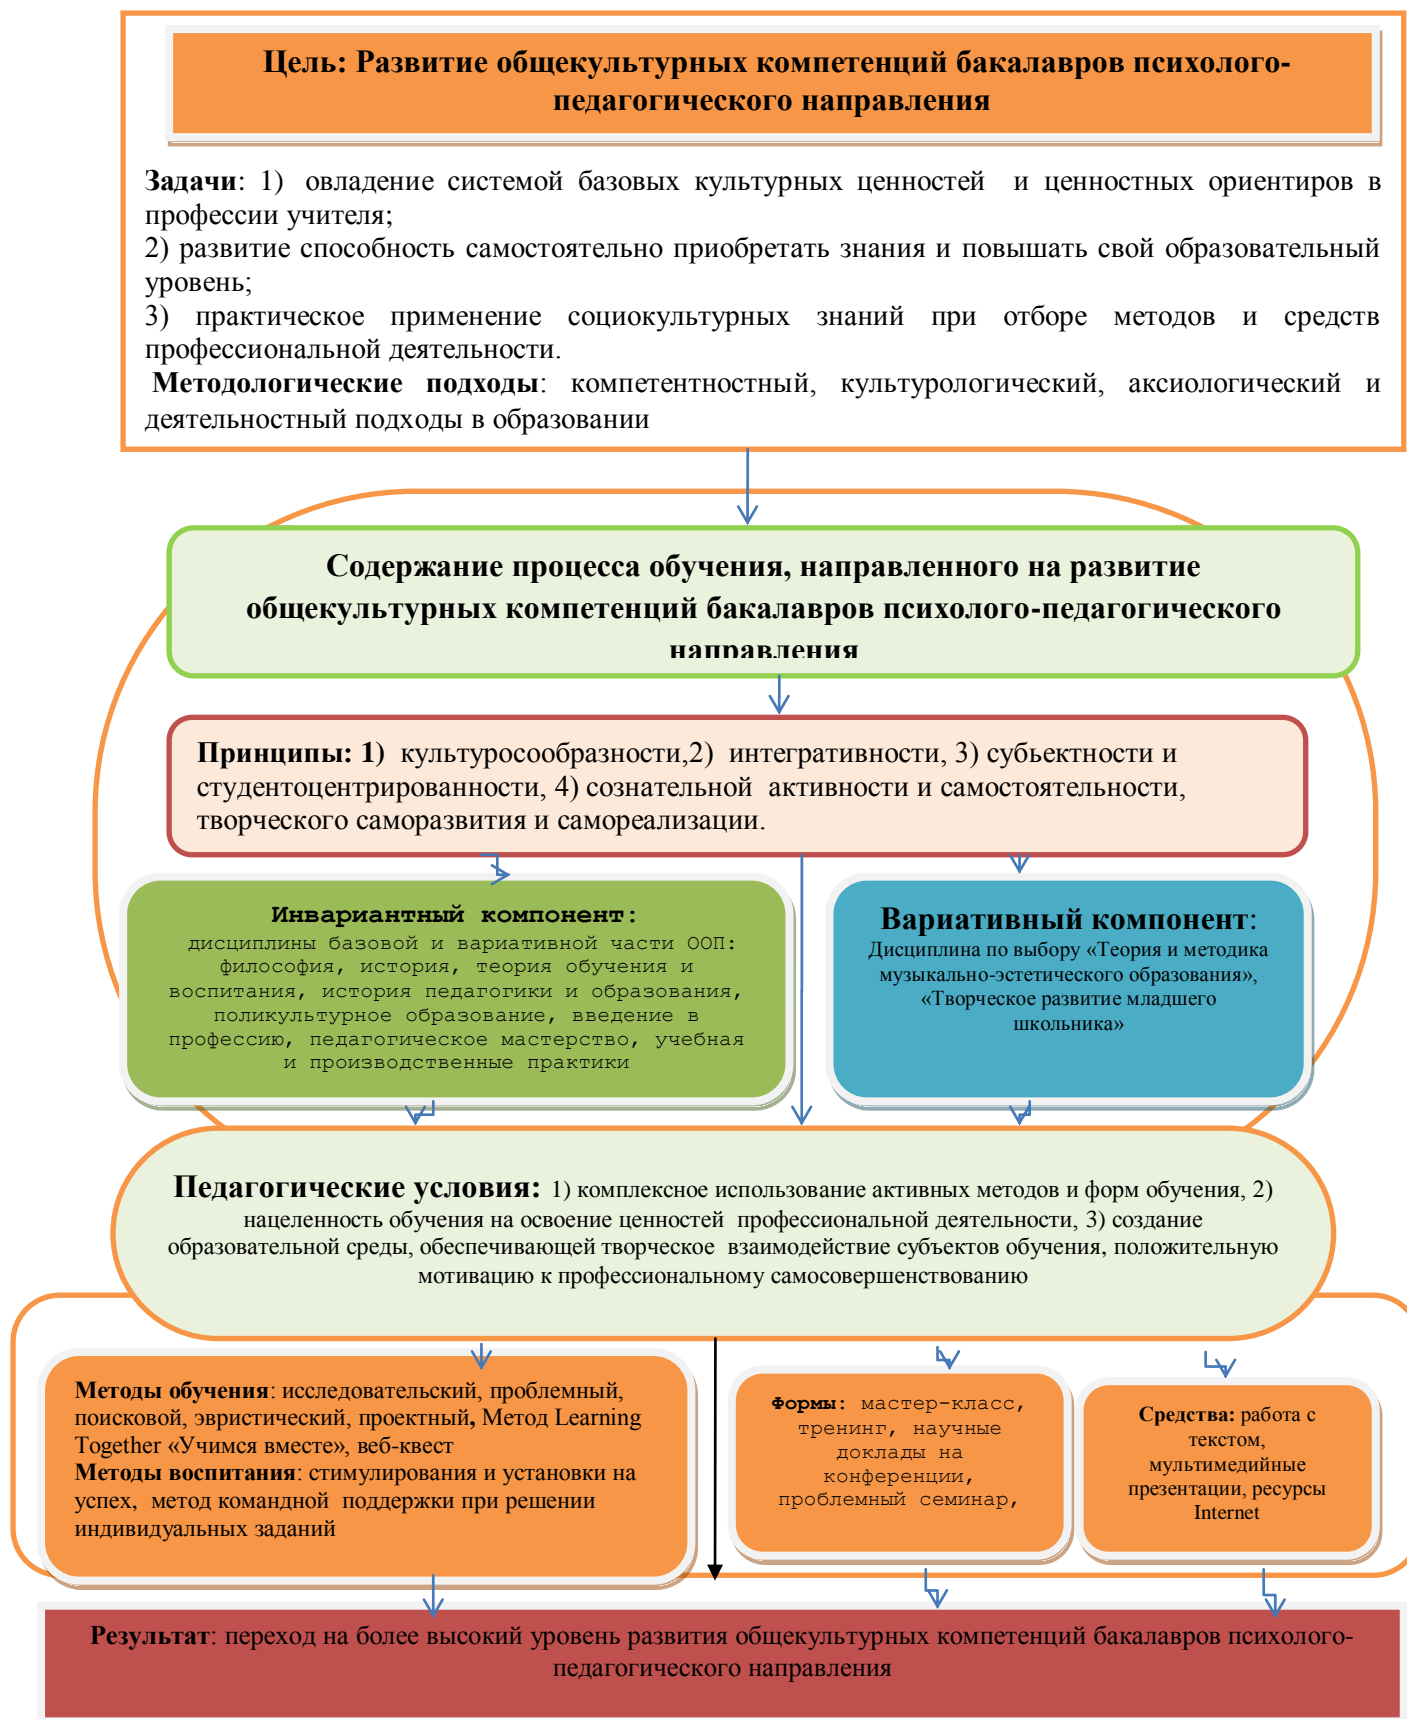 Цель: Развитие общекультурных компетенций бакалавров психолого-
педагогического направления
Задачи: 1) овладение системой базовых культурных ценностей и ценностных ориентиров в
профессии учителя;
2) развитие способность самостоятельно приобретать знания и повышать свой образовательный
уровень;
3) практическое применение социокультурных знаний при отборе методов и средств
профессиональной деятельности.
Методологические подходы: компетентностный, культурологический, аксиологический и
деятельностный подходы в образовании
Содержание процесса обучения, направленного на развитие
общекультурных компетенций бакалавров психолого-педагогического
направления
Принципы: 1) культуросообразности,2) интегративности, 3) субьектности и
студентоцентрированности, 4) сознательной активности и самостоятельности,
творческого саморазвития и самореализации.
Инвариантный компонент:
дисциплины базовой и вариативной части ООП:
философия, история, теория обучения и
воспитания, история педагогики и образования,
поликультурное образование, введение в
профессию, педагогическое мастерство, учебная
и производственные практики
Вариативный компонент:
Дисциплина по выбору «Теория и методика
музыкально-эстетического образования»,
«Творческое развитие младшего
школьника»
Педагогические условия: 1) комплексное использование активных методов и форм обучения, 2)
нацеленность обучения на освоение ценностей профессиональной деятельности, 3) создание
образовательной среды, обеспечивающей творческое взаимодействие субъектов обучения, положительную
мотивацию к профессиональному самосовершенствованию
Методы обучения: исследовательский, проблемный,
поисковой, эвристический, проектный, Метод Learning
Together «Учимся вместе», веб-квест
Методы воспитания: стимулирования и установки на
успех, метод командной поддержки при решении
индивидуальных заданий
Формы: мастер-класс,
тренинг, научные
доклады на
конференции,
проблемный семинар,
Средства: работа с
текстом,
мультимедийные
презентации, ресурсы
Internet
Результат: переход на более высокий уровень развития общекультурных компетенций бакалавров психолого-
педагогического направления